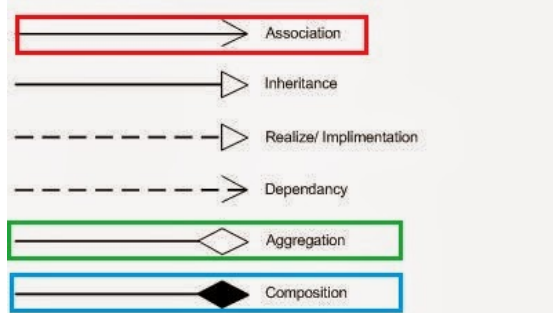 Association
Inheritance
Realize/ Implimentation
Dependancy
Aggregation
Composition